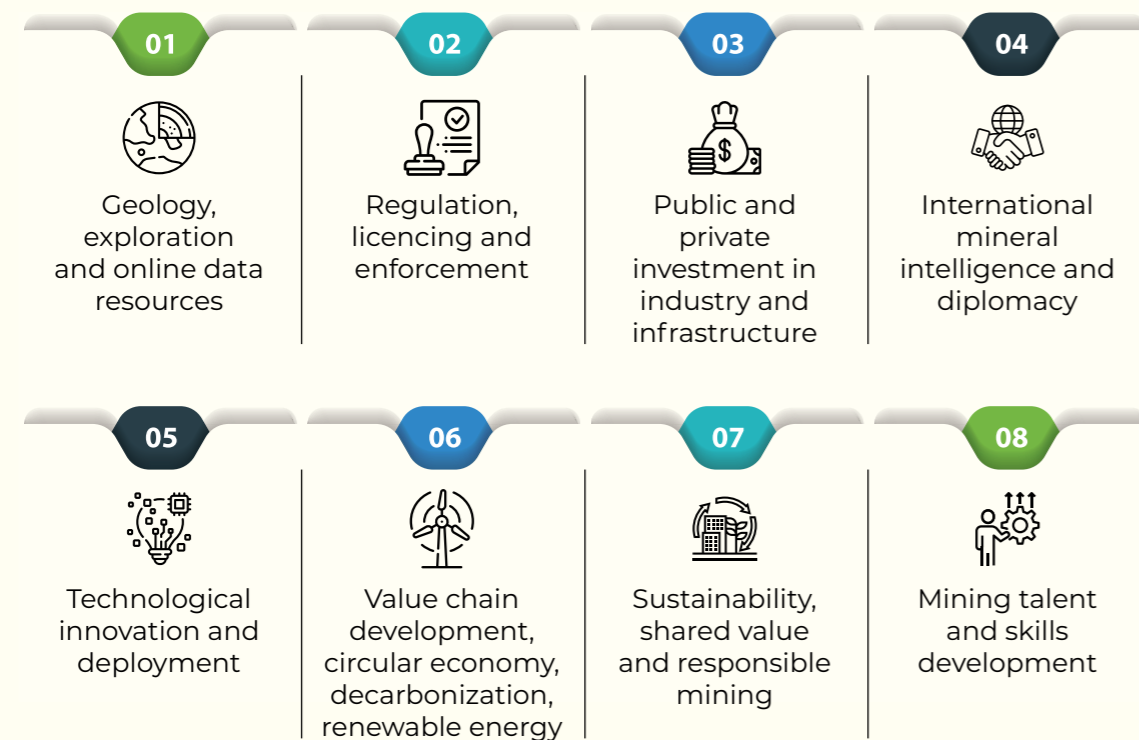 01
Geology,
exploration
and online data
resources
02
Regulation,
licencing and
enforcement
03
Public and
private
investment in
industry and
infrastructure
$
04
International
mineral
intelligence and
diplomacy
05
Technological
innovation and
deployment
06
Value chain
development,
circular economy,
decarbonization,
renewable energy
07
Sustainability,
shared value
and responsible
mining
08
Mining talent
and skills
development